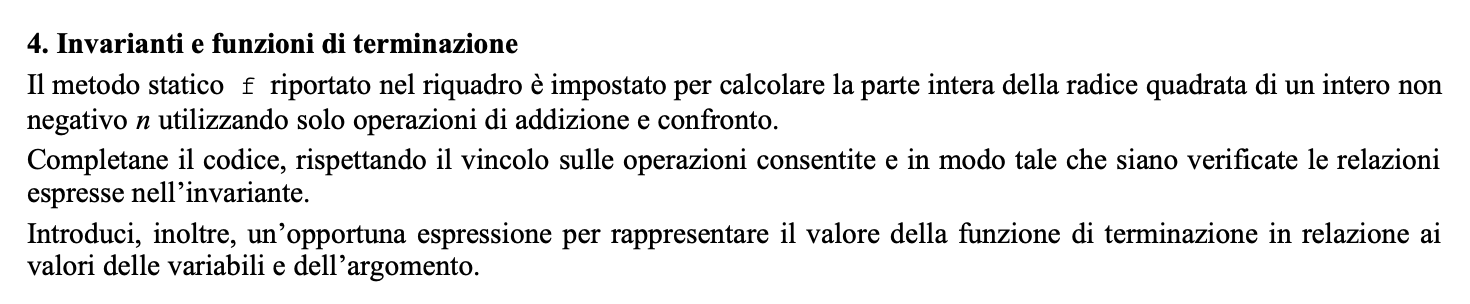 4. Invarianti e funzioni di terminazione
Il metodo statico f riportato nel riquadro è impostato per calcolare la parte intera della radice quadrata di un intero non
negativo n utilizzando solo operazioni di addizione e confronto.
Completane il codice, rispettando il vincolo sulle operazioni consentite e in modo tale che siano verificate le relazioni
espresse nell’invariante.
Introduci, inoltre, un’opportuna espressione per rappresentare il valore della funzione di terminazione in relazione ai
valori delle variabili e dell’argomento.